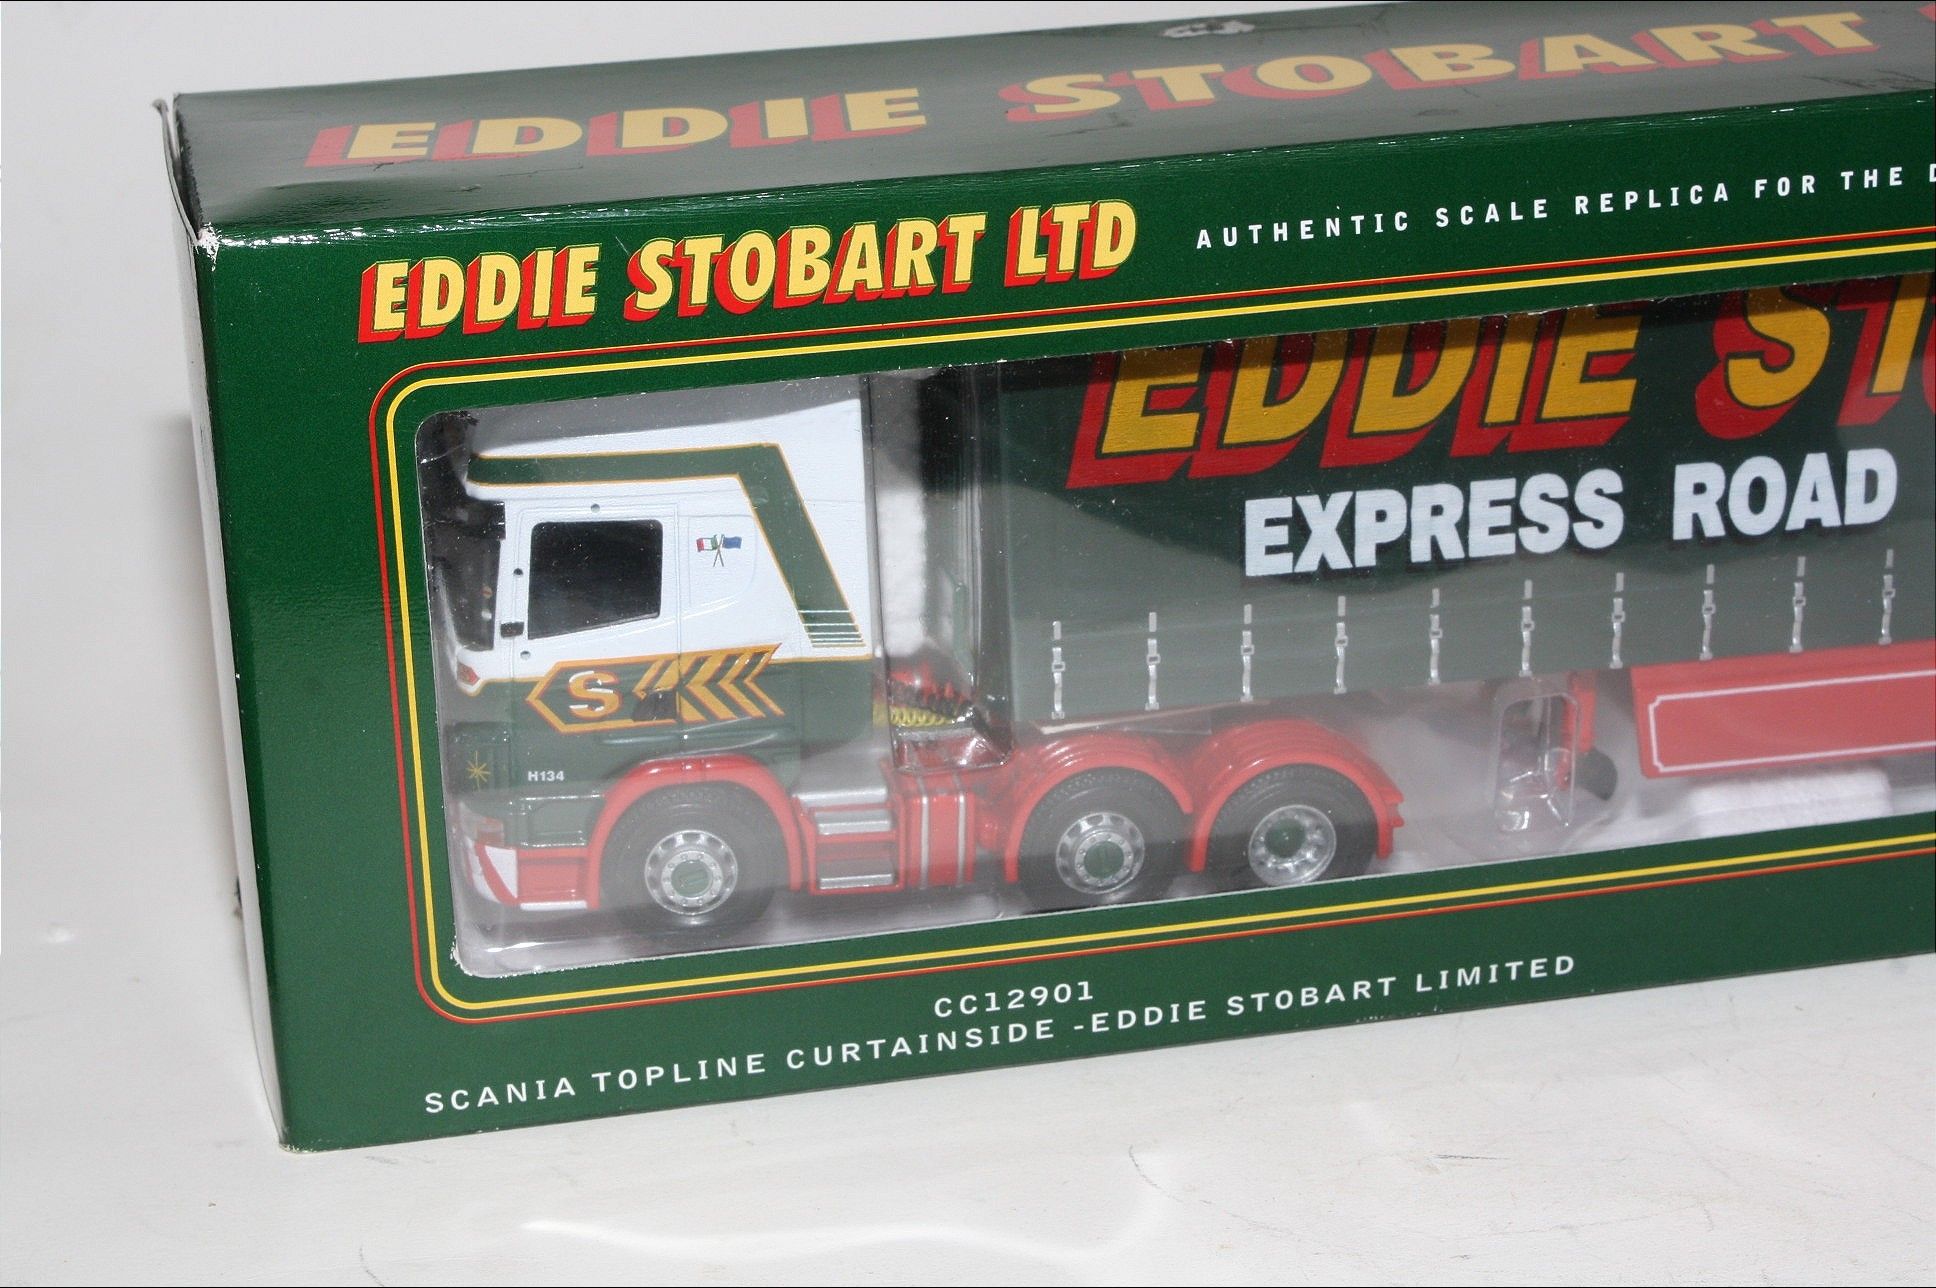 EDDIE STOBART
EDDIE STOBART LTD
AUTHENTIC SCALE REPLICA FOR THE
EDDIE
EXPRESS ROAD
S
H134
CC12901
SCANIA TOPLINE CURTAINSIDE -EDDIE STOBART LIMITED